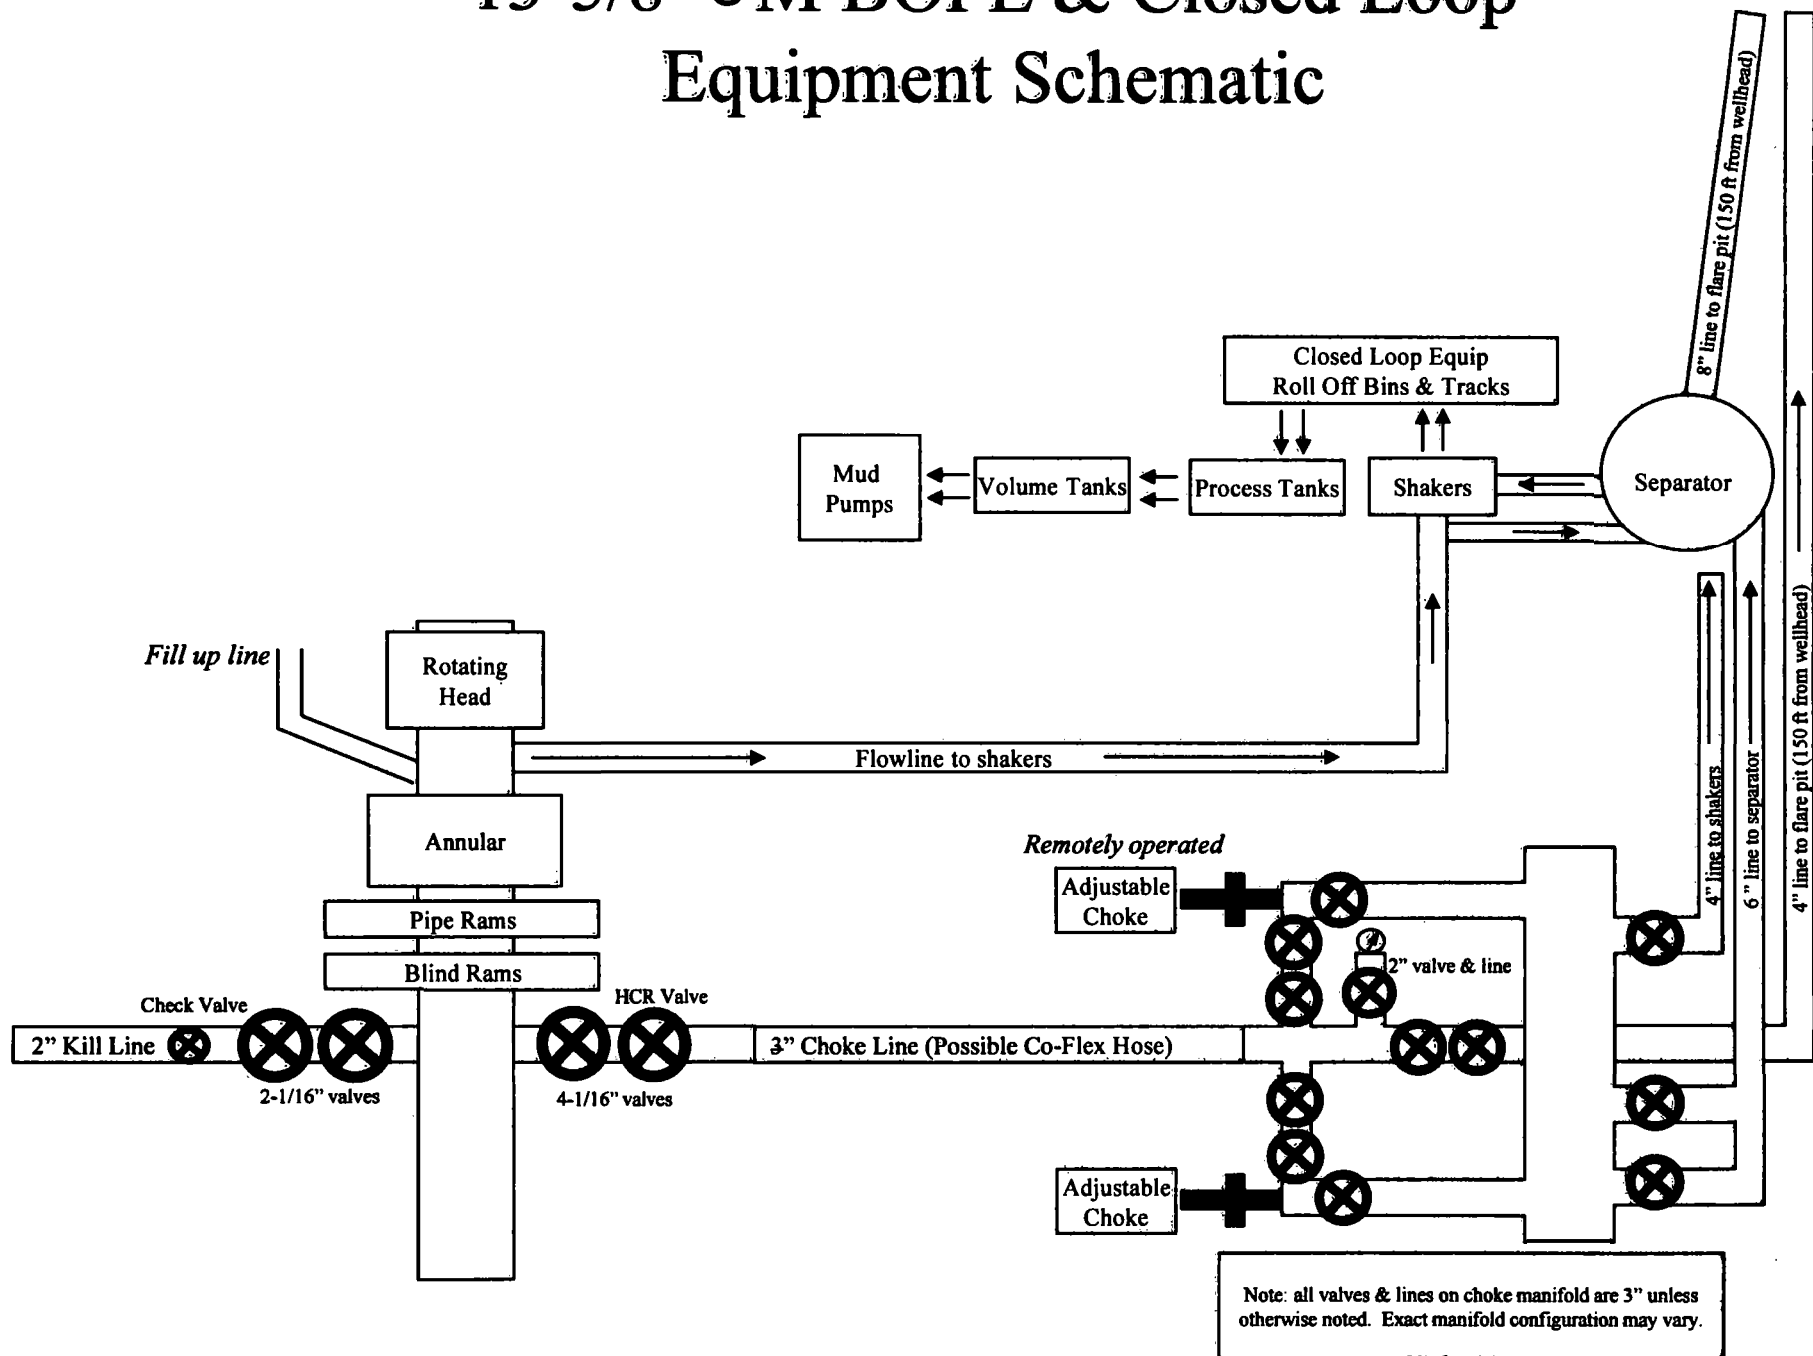 BOPE & Closed Loop
Equipment Schematic
8” line to flare pit (150 ft from wellhead)
Closed Loop Equip
Roll Off Bins & Tracks
Mud
Pumps
Volume Tanks
Process Tanks
Shakers
Separator
Fill up line
Rotating
Head
Flowline to shakers
Annular
Remotely operated
Adjustable
Choke
Pipe Rams
Blind Rams
2” valve & line
4” line to shakers
6 ” line to separator
4” line to flare pit (150 ft from wellhead)
Check Valve
HCR Valve
2” Kill Line
3” Choke Line (Possible Co-Flex Hose)
2-1/16” valves
4-1/16” valves
Adjustable
Choke
Note: all valves & lines on choke manifold are 3” unless
otherwise noted. Exact manifold configuration may vary.